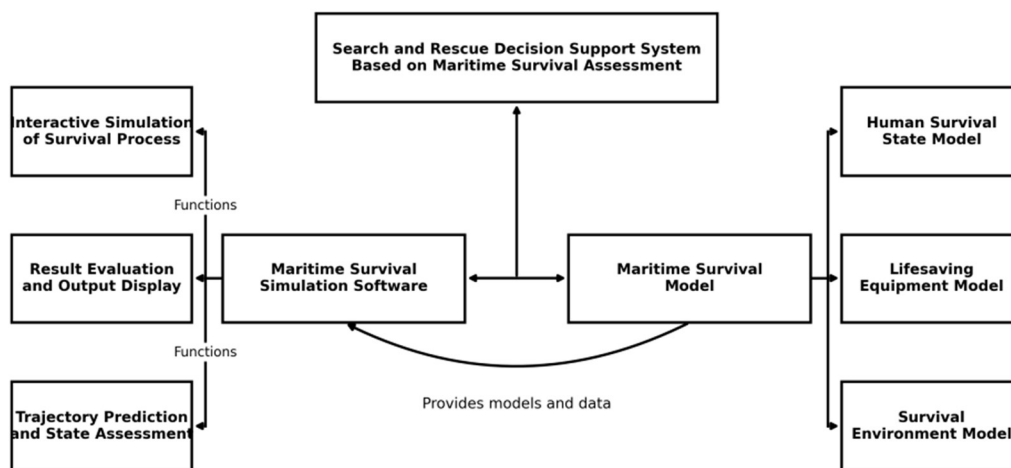 Search and Rescue Decision Support System
Based on Maritime Survival Assessment
Interactive Simulation
of Survival Process
Human Survival
State Model
Functions
Result Evaluation
and Output Display
Maritime Survival
Simulation Software
Maritime Survival
Model
Lifesaving
Equipment Model
Functions
Provides models and data
Trajectory Prediction
and State Assessment
Survival
Environment Model